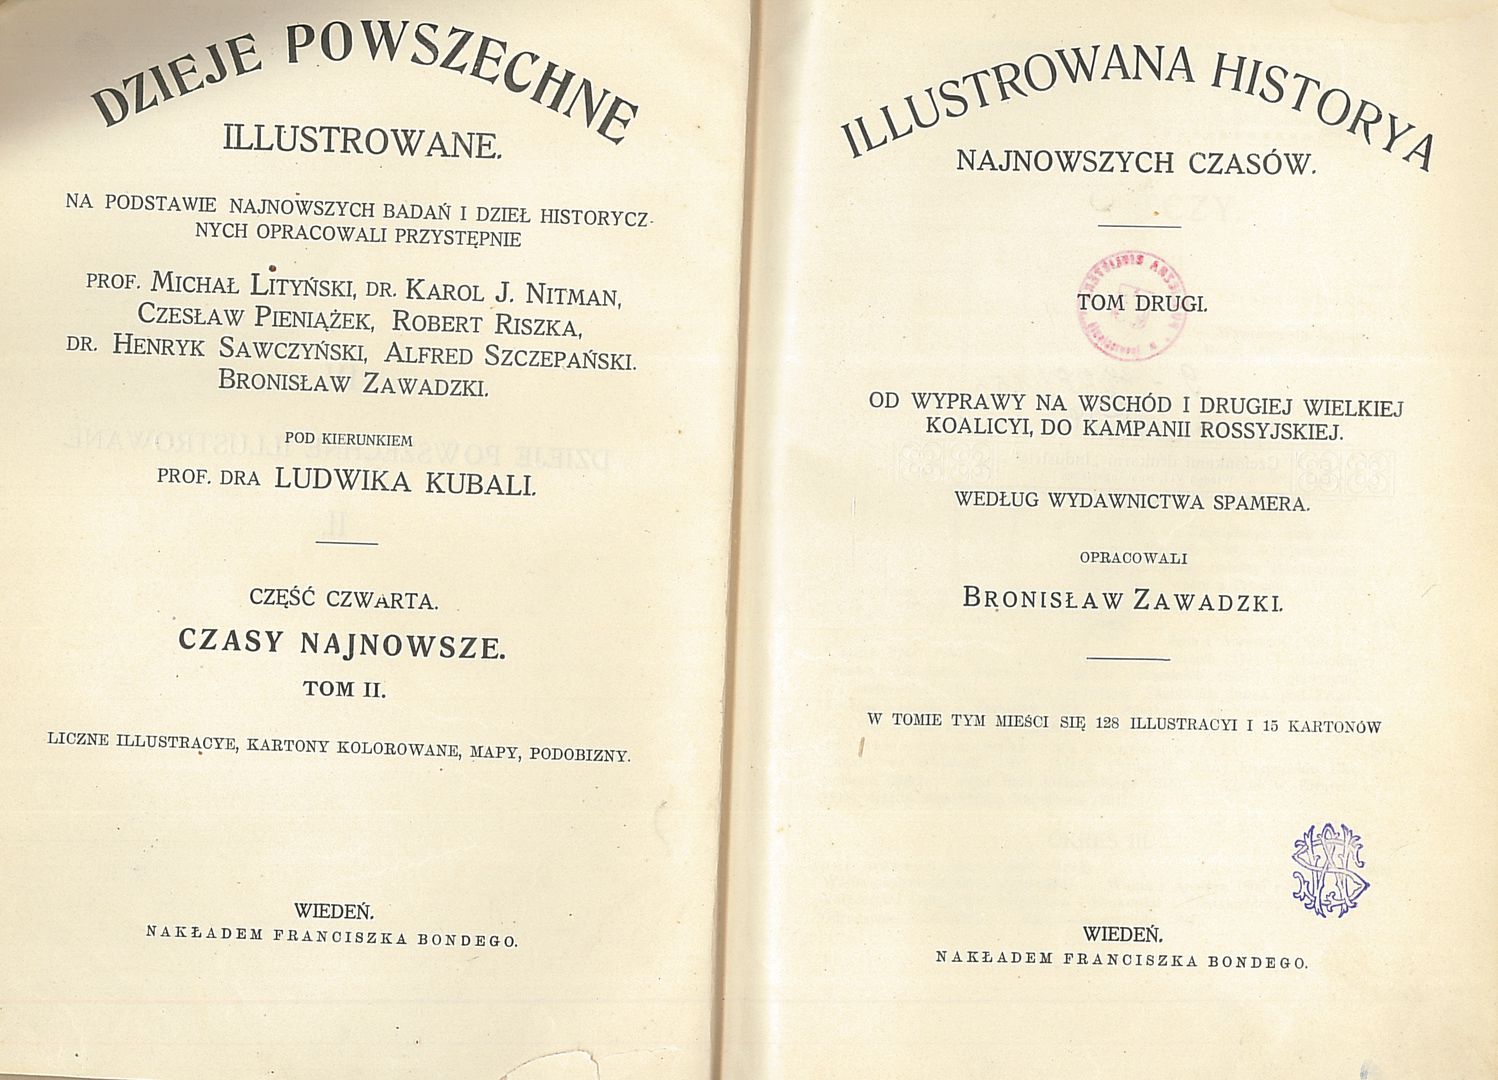 DZIEJE POWSZECHNE
ILLUSTROWANE.
NA PODSTAWIE NAJNOWSZYCH BADAŃ I DZIEŁ HISTORYCZ-
NYCH OPRACOWALI PRZYSTĘPNIE
PROF. MICHAŁ LITYŃSKI, DR. KAROL J. NITMAN,
CZESŁAW PIENIĄŻEK, ROBERT RISZKA,
DR. HENRYK SAWCZYŃSKI, ALFRED SZCZEPAŃSKI.
BRONISŁAW ZAWADZKI.
POD KIERUNKIEM
PROF. DRA LUDWIKA KUBALI.
CZĘŚĆ CZWARTA.
CZASY NAJNOWSZE.
TOM II.
LICZNE ILLUSTRACYE, KARTONY KOLOROWANE, MAPY, PODOBIZNY.
WIEDEŃ.
NAKŁADEM FRANCISZKA BONDEGO.
ILLUSTROWANA HISTORYA
NAJNOWSZYCH CZASÓW.
TOM DRUGI.
OD WYPRAWY NA WSCHÓD I DRUGIEJ WIELKIEJ
KOALICYI, DO KAMPANII ROSSYJSKIEJ.
WEDŁUG WYDAWNICTWA SPAMERA.
OPRACOWALI
BRONISŁAW ZAWADZKI.
W TOMIE TYM MIEŚCI SIĘ 128 ILLUSTRACYI I 15 KARTONÓW
WIEDEŃ.
NAKŁADEM FRANCISZKA BONDEGO.